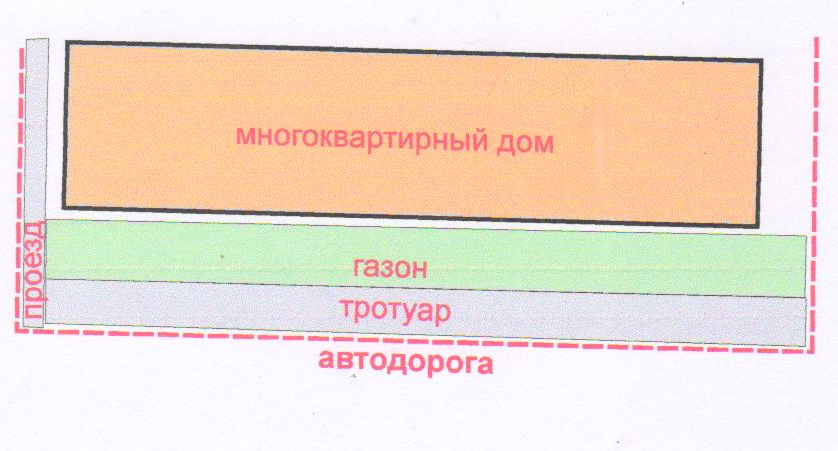 многоквартирный дом
проезд
газон
тротуар
автодорога